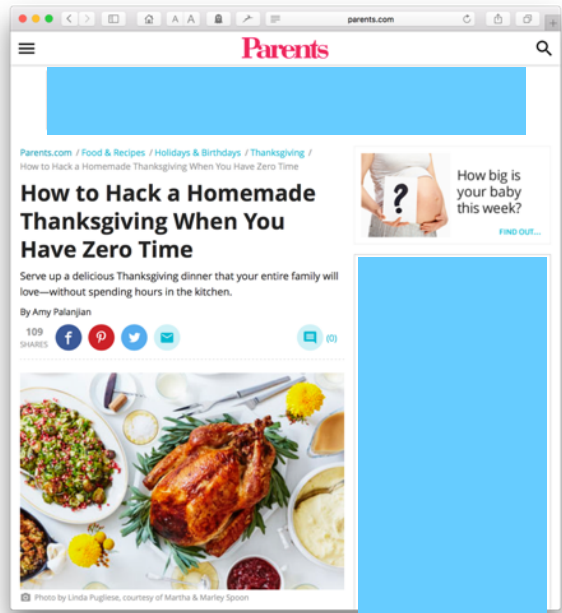 A A
parents.com
Parents
Parents.com / Food & Recipes / Holidays & Birthdays / Thanksgiving /
How to Hack a Homemade Thanksgiving When You Have Zero Time
How to Hack a Homemade
Thanksgiving When You
Have Zero Time
Serve up a delicious Thanksgiving dinner that your entire family will
love—without spending hours in the kitchen.
By Amy Palanjian
109
SHARES
(0)
Photo by Linda Pugliese, courtesy of Martha & Marley Spoon
?
How big is
your baby
this week?
FIND OUT...